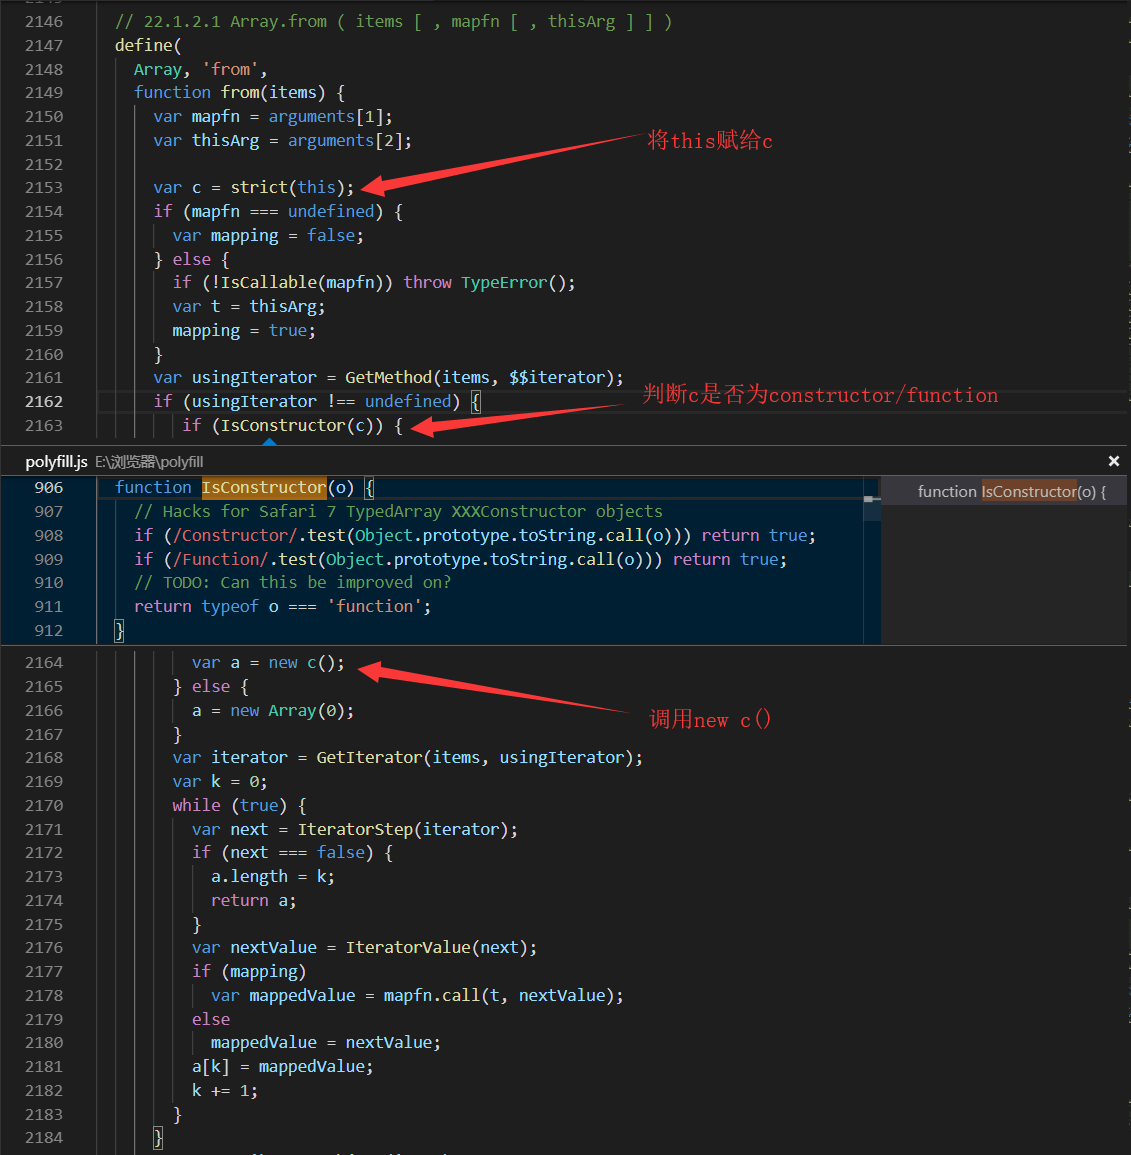 2146 // 22.1.2.1 Array.from ( items [ , mapfn [ , thisArg ] ] )
2147 define(
2148 Array, 'from',
2149 function from(items) {
2150 var mapfn = arguments[1];
2151 var thisArg = arguments[2];
将this赋给c
2152
2153 var c = strict(this);
2154 if (mapfn === undefined) {
2155 var mapping = false;
2156 } else {
2157 if (!IsCallable(mapfn)) throw TypeError();
2158 var t = thisArg;
2159 mapping = true;
2160 }
2161 var usingIterator = GetMethod(items, $$iterator);
2162 if (usingIterator !== undefined) {
判断c是否为constructor/function
2163 if (IsConstructor(c)) {
polyfill.js E:\浏览器\polyfill
906 function IsConstructor(o) {
function IsConstructor(o) {
907 // Hacks for Safari 7 TypedArray XXXConstructor objects
908 if (/Constructor/.test(Object.prototype.toString.call(o))) return true;
909 if (/Function/.test(Object.prototype.toString.call(o))) return true;
910 // TODO: Can this be improved on?
911 return typeof o === 'function';
912 }
2164 var a = new c();
2165 } else {
2166 a = new Array(0);
调用new c()
2167 }
2168 var iterator = GetIterator(items, usingIterator);
2169 var k = 0;
2170 while (true) {
2171 var next = IteratorStep(iterator);
2172 if (next === false) {
2173 a.length = k;
2174 return a;
2175 }
2176 var nextValue = IteratorValue(next);
2177 if (mapping)
2178 var mappedValue = mapfn.call(t, nextValue);
2179 else
2180 mappedValue = nextValue;
2181 a[k] = mappedValue;
2182 k += 1;
2183 }
2184 }